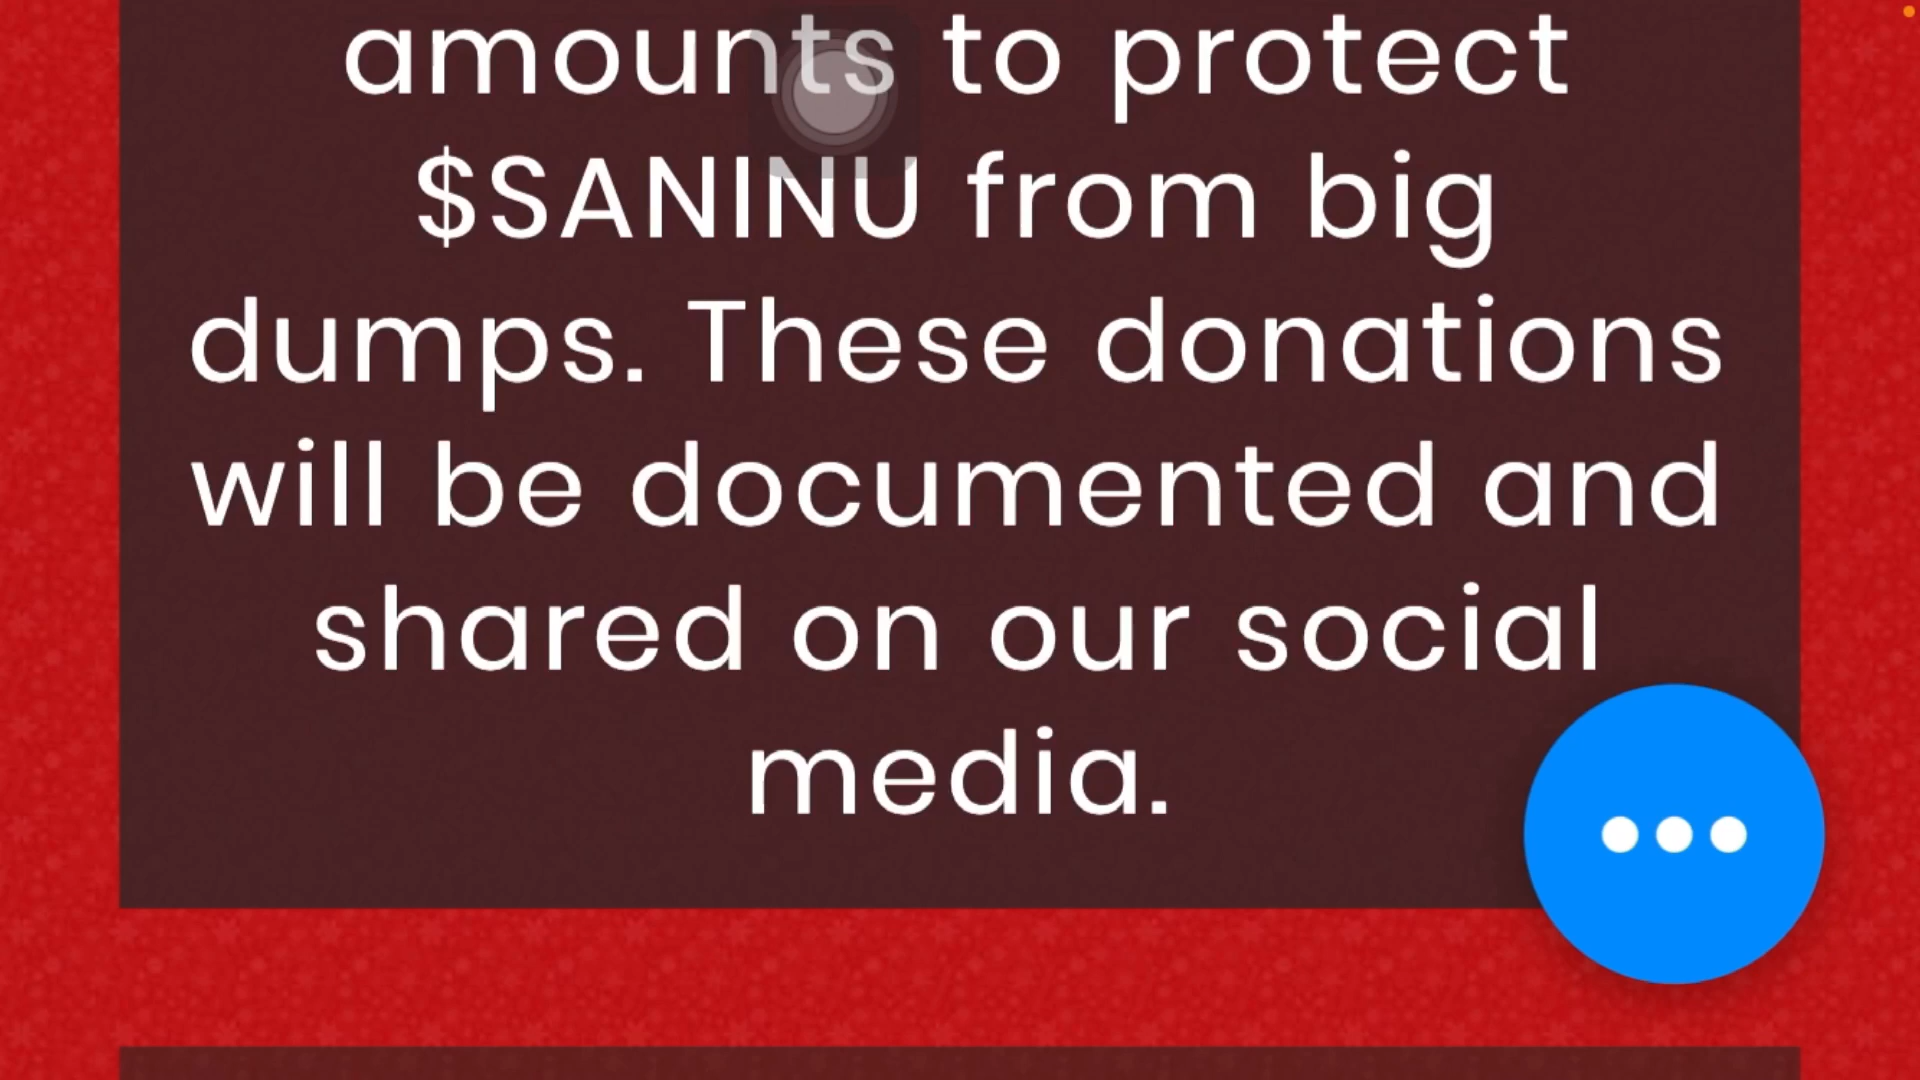 amounts to protect
$SANINU from big
dumps. These donations
will be documented and
shared on our social
media.